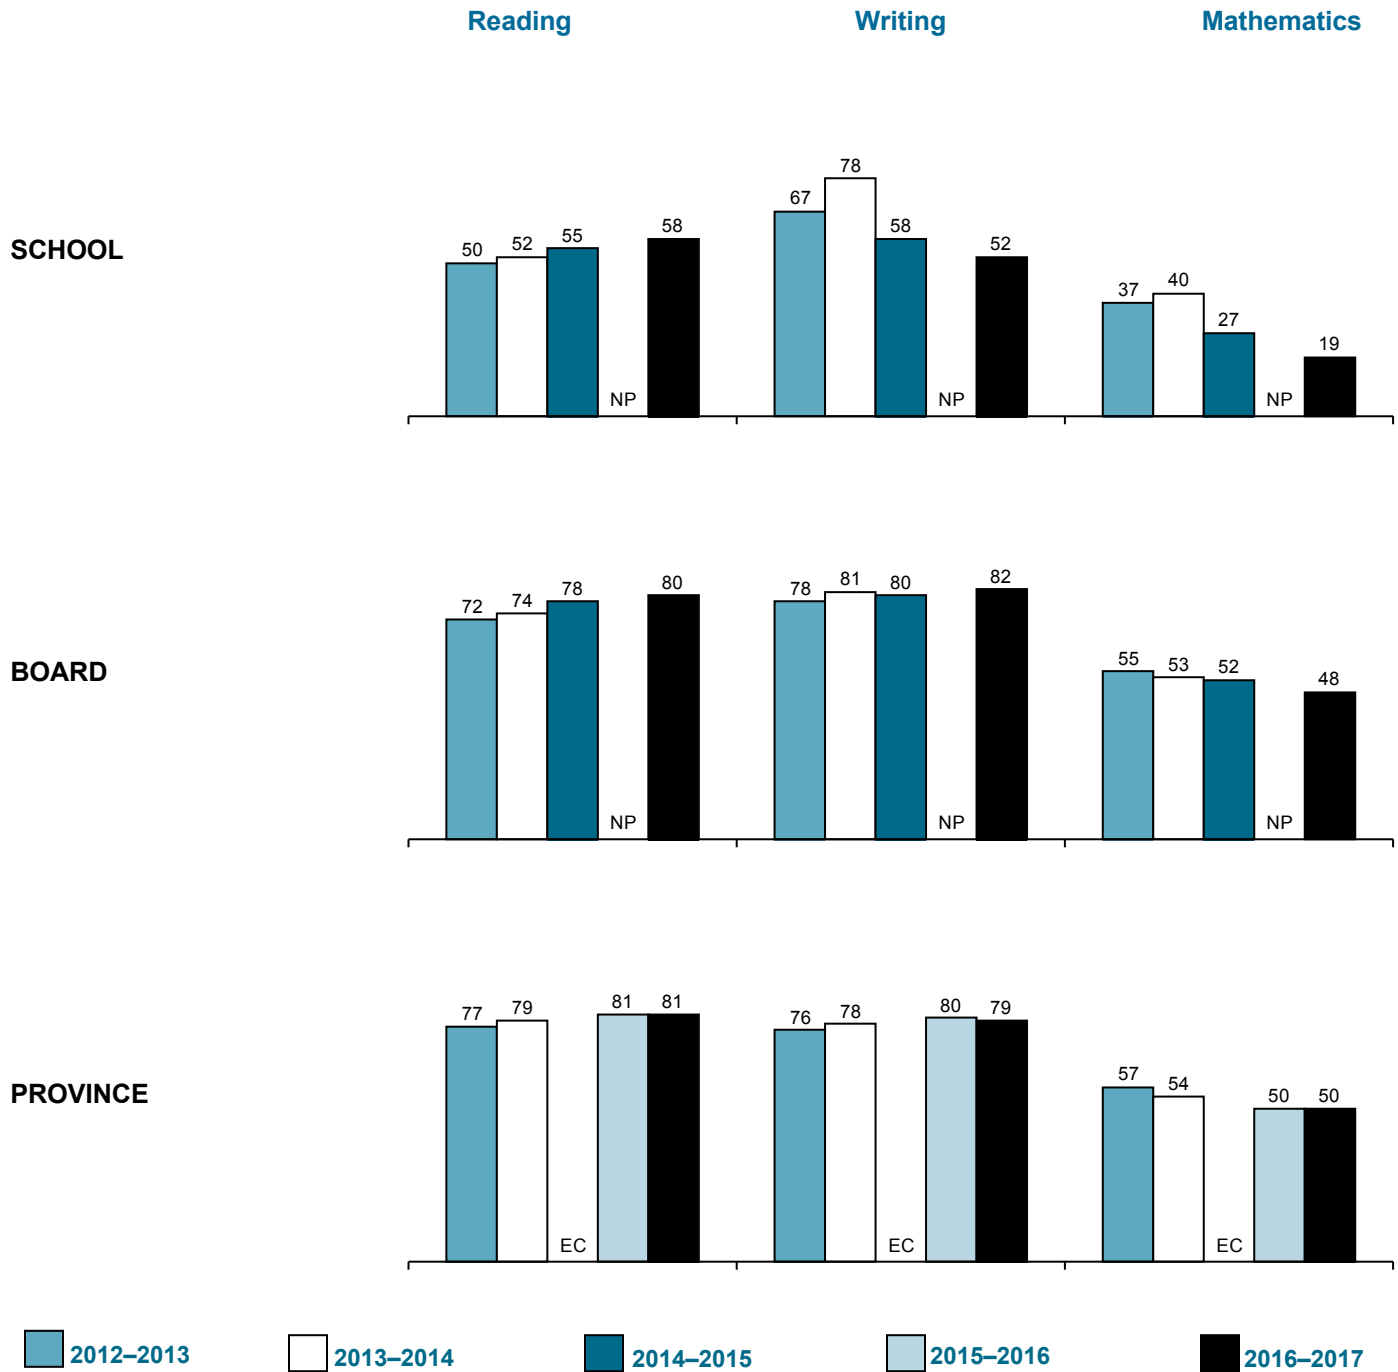 Reading Writing Mathematics
SCHOOL
50 52 55 NP 58
67 78 58 NP 52
37 40 27 NP 19
BOARD
72 74 78 NP 80
78 81 80 NP 82
55 53 52 NP 48
PROVINCE
77 79 EC 81 81
76 78 EC 80 79
57 54 EC 50 50
2012–2013 2013–2014 2014–2015 2015–2016 2016–2017